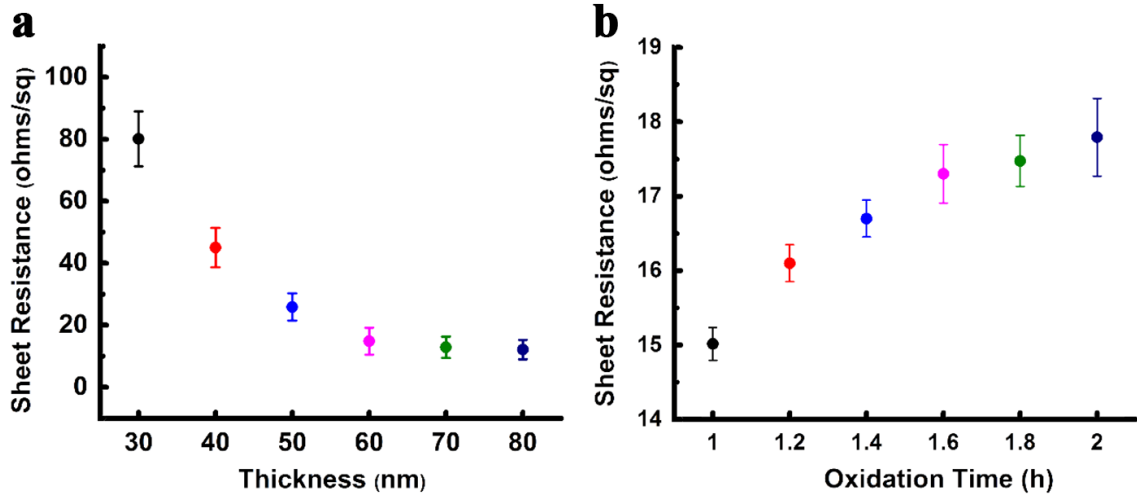 a
Sheet Resistance (ohms/sq)
100
80
60
40
20
0
30 40 50 60 70 80
Thickness (nm)
b
Sheet Resistance (ohms/sq)
19
18
17
16
15
14
1 1.2 1.4 1.6 1.8 2
Oxidation Time (h)